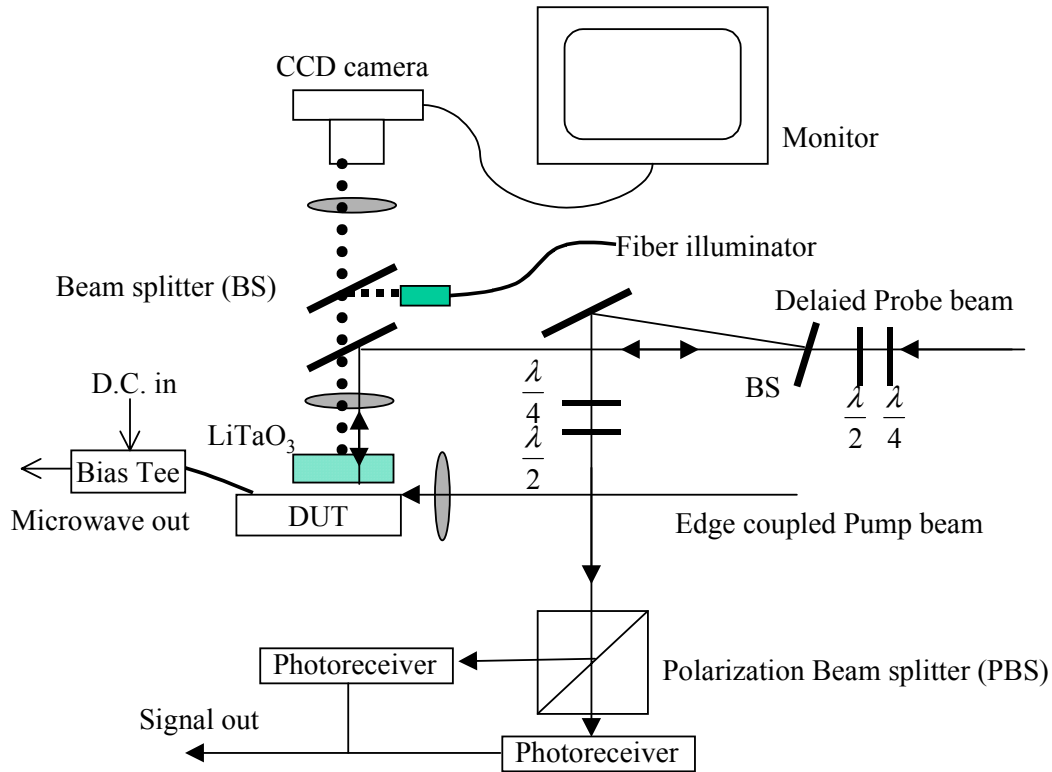 CCD camera
Monitor
Fiber illuminator
Beam splitter (BS)
Delaied Probe beam
BS
λ/4
λ/2
λ/2
λ/4
D.C. in
LiTaO3
Bias Tee
DUT
Microwave out
Edge coupled Pump beam
Photoreceiver
Polarization Beam splitter (PBS)
Signal out
Photoreceiver